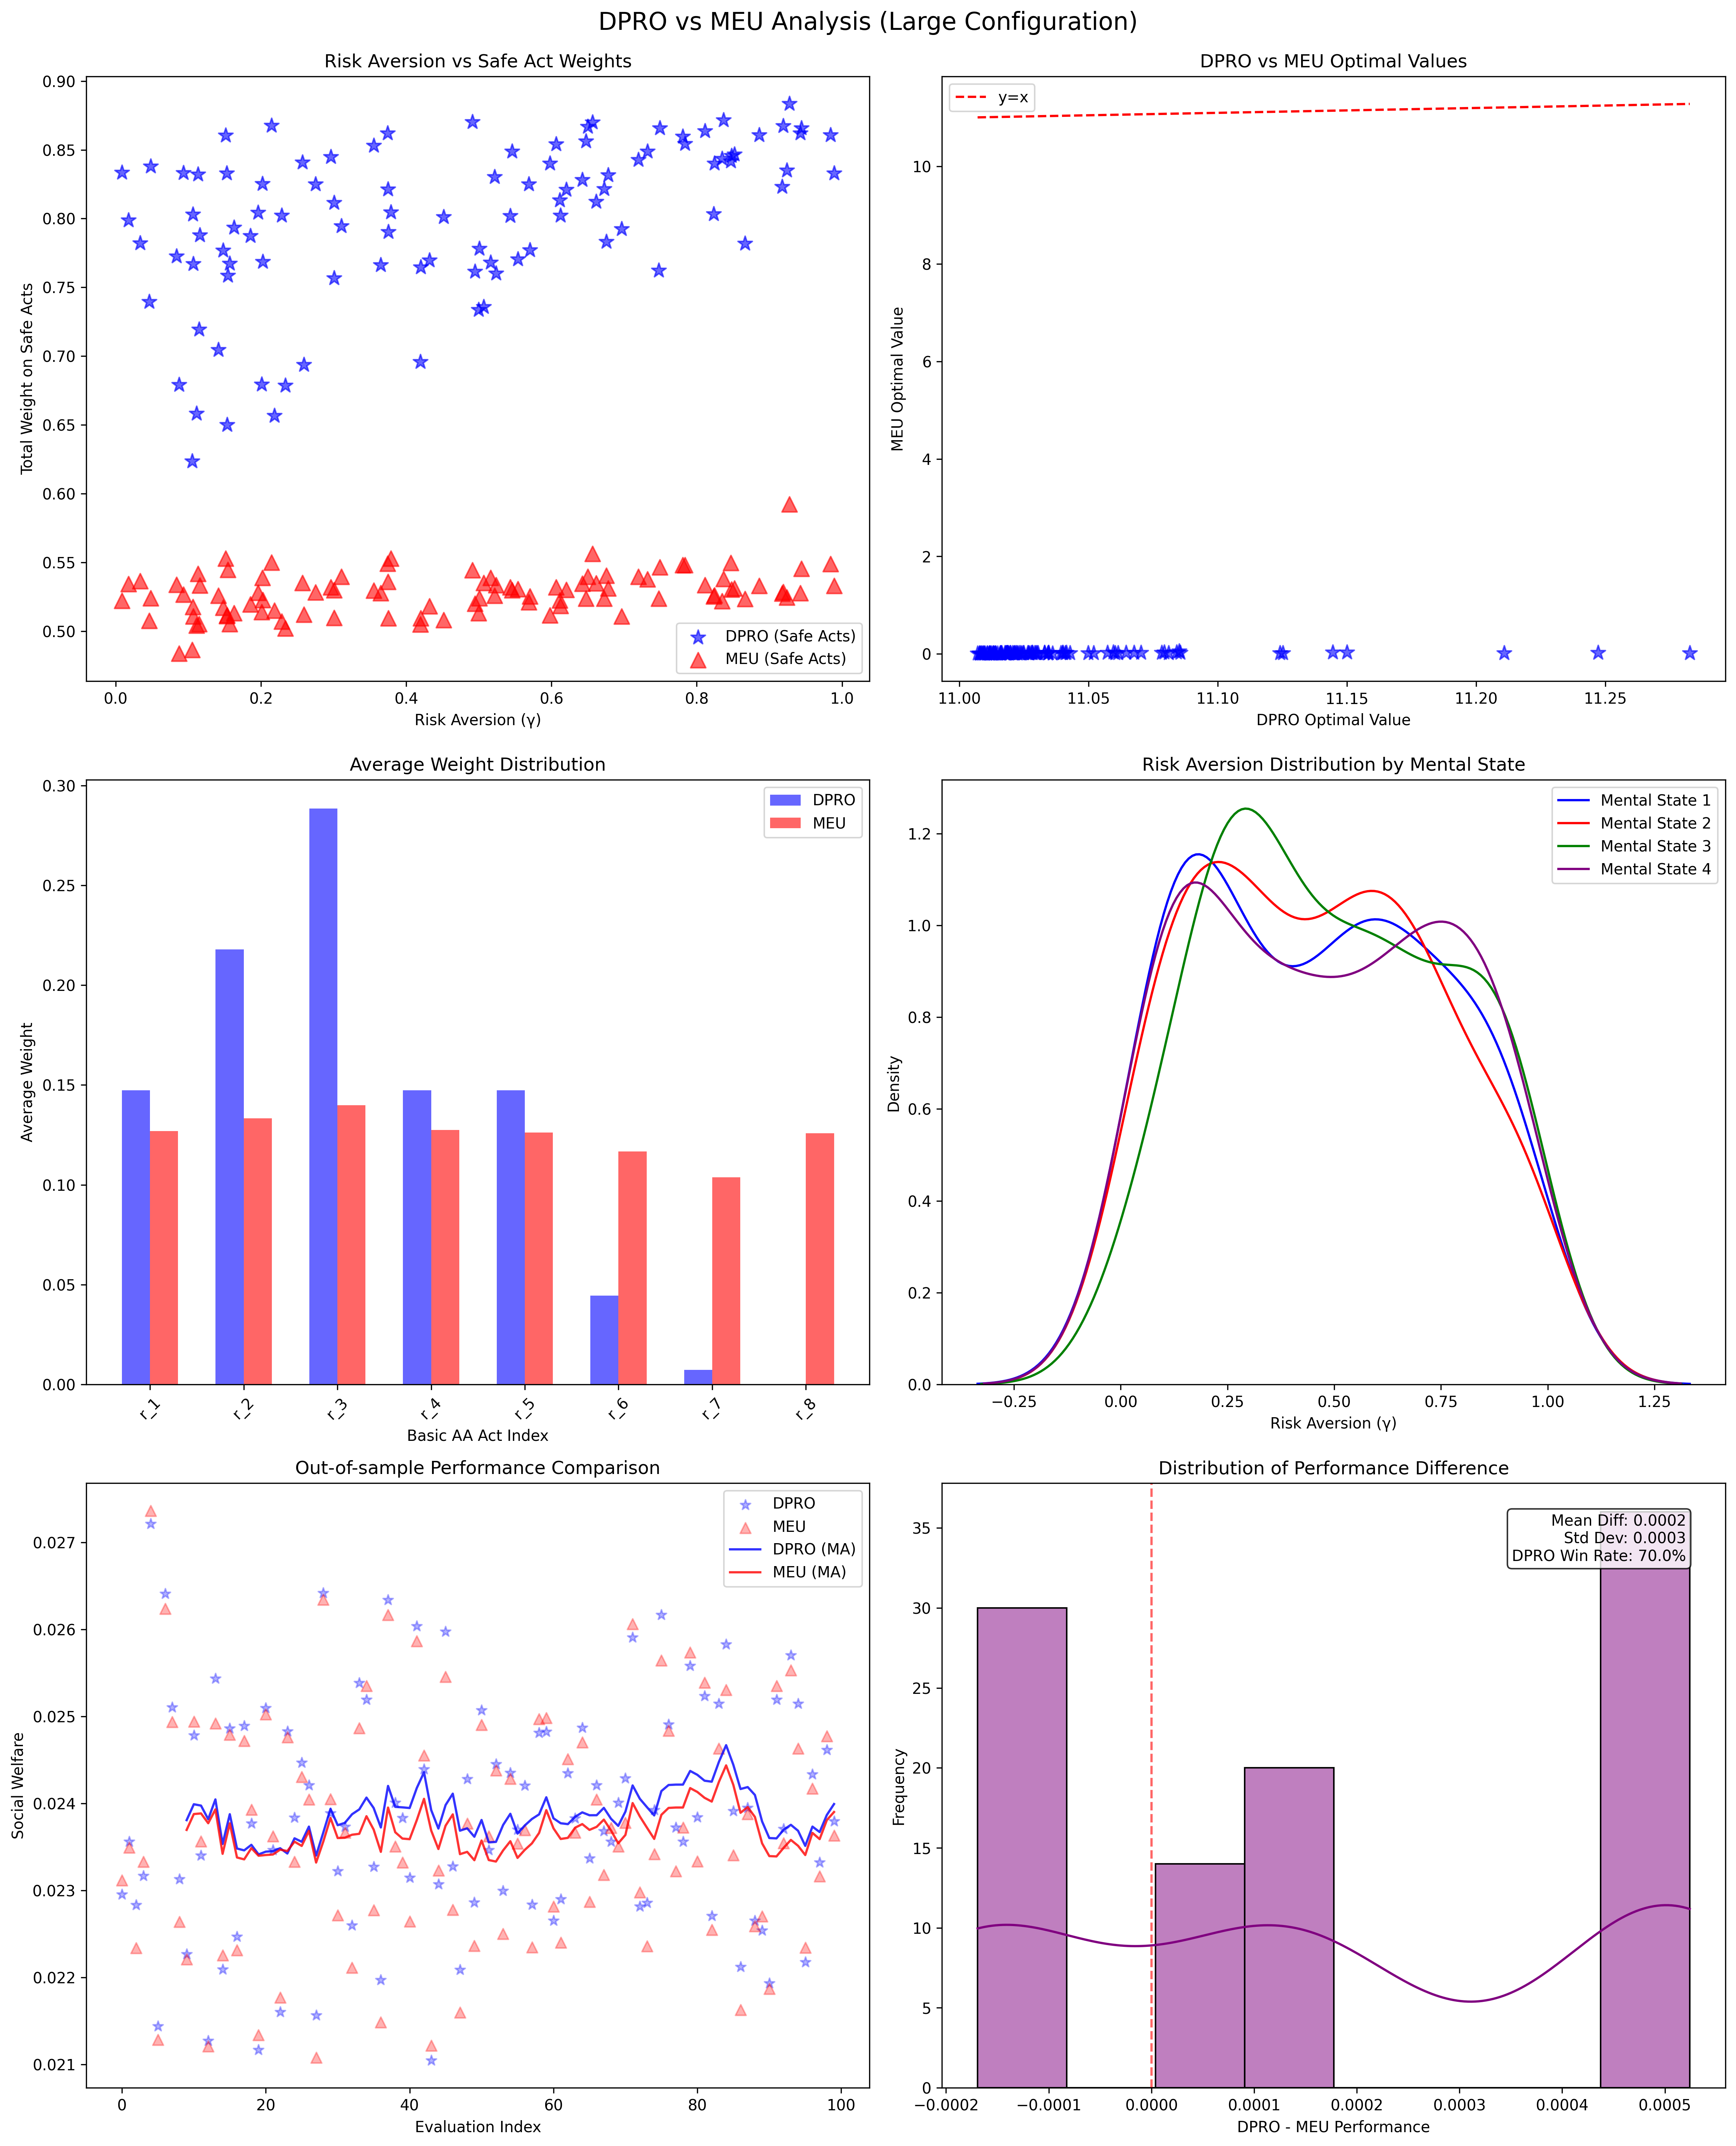 DPRO vs MEU Analysis (Large Configuration)
Risk Aversion vs Safe Act Weights
0.90
0.85
0.80
0.75
0.70
0.65
0.60
0.55
0.50
Total Weight on Safe Acts
DPRO (Safe Acts)
MEU (Safe Acts)
0.0 0.2 0.4 0.6 0.8 1.0
Risk Aversion (γ)
DPRO vs MEU Optimal Values
y=x
10
8
6
4
2
0
MEU Optimal Value
11.00 11.05 11.10 11.15 11.20 11.25
DPRO Optimal Value
Average Weight Distribution
DPRO
MEU
0.30
0.25
0.20
0.15
0.10
0.05
0.00
Average Weight
r_1 r_2 r_3 r_4 r_5 r_6 r_7 r_8
Basic AA Act Index
Risk Aversion Distribution by Mental State
Mental State 1
Mental State 2
Mental State 3
Mental State 4
1.2
1.0
0.8
0.6
0.4
0.2
0.0
Density
−0.25 0.00 0.25 0.50 0.75 1.00 1.25
Risk Aversion (γ)
Out-of-sample Performance Comparison
DPRO
MEU
DPRO (MA)
MEU (MA)
0.027
0.026
0.025
0.024
0.023
0.022
0.021
Social Welfare
0 20 40 60 80 100
Evaluation Index
Distribution of Performance Difference
Mean Diff: 0.0002
Std Dev: 0.0003
DPRO Win Rate: 70.0%
35
30
25
20
15
10
5
0
Frequency
−0.0002 −0.0001 0.0000 0.0001 0.0002 0.0003 0.0004 0.0005
DPRO - MEU Performance